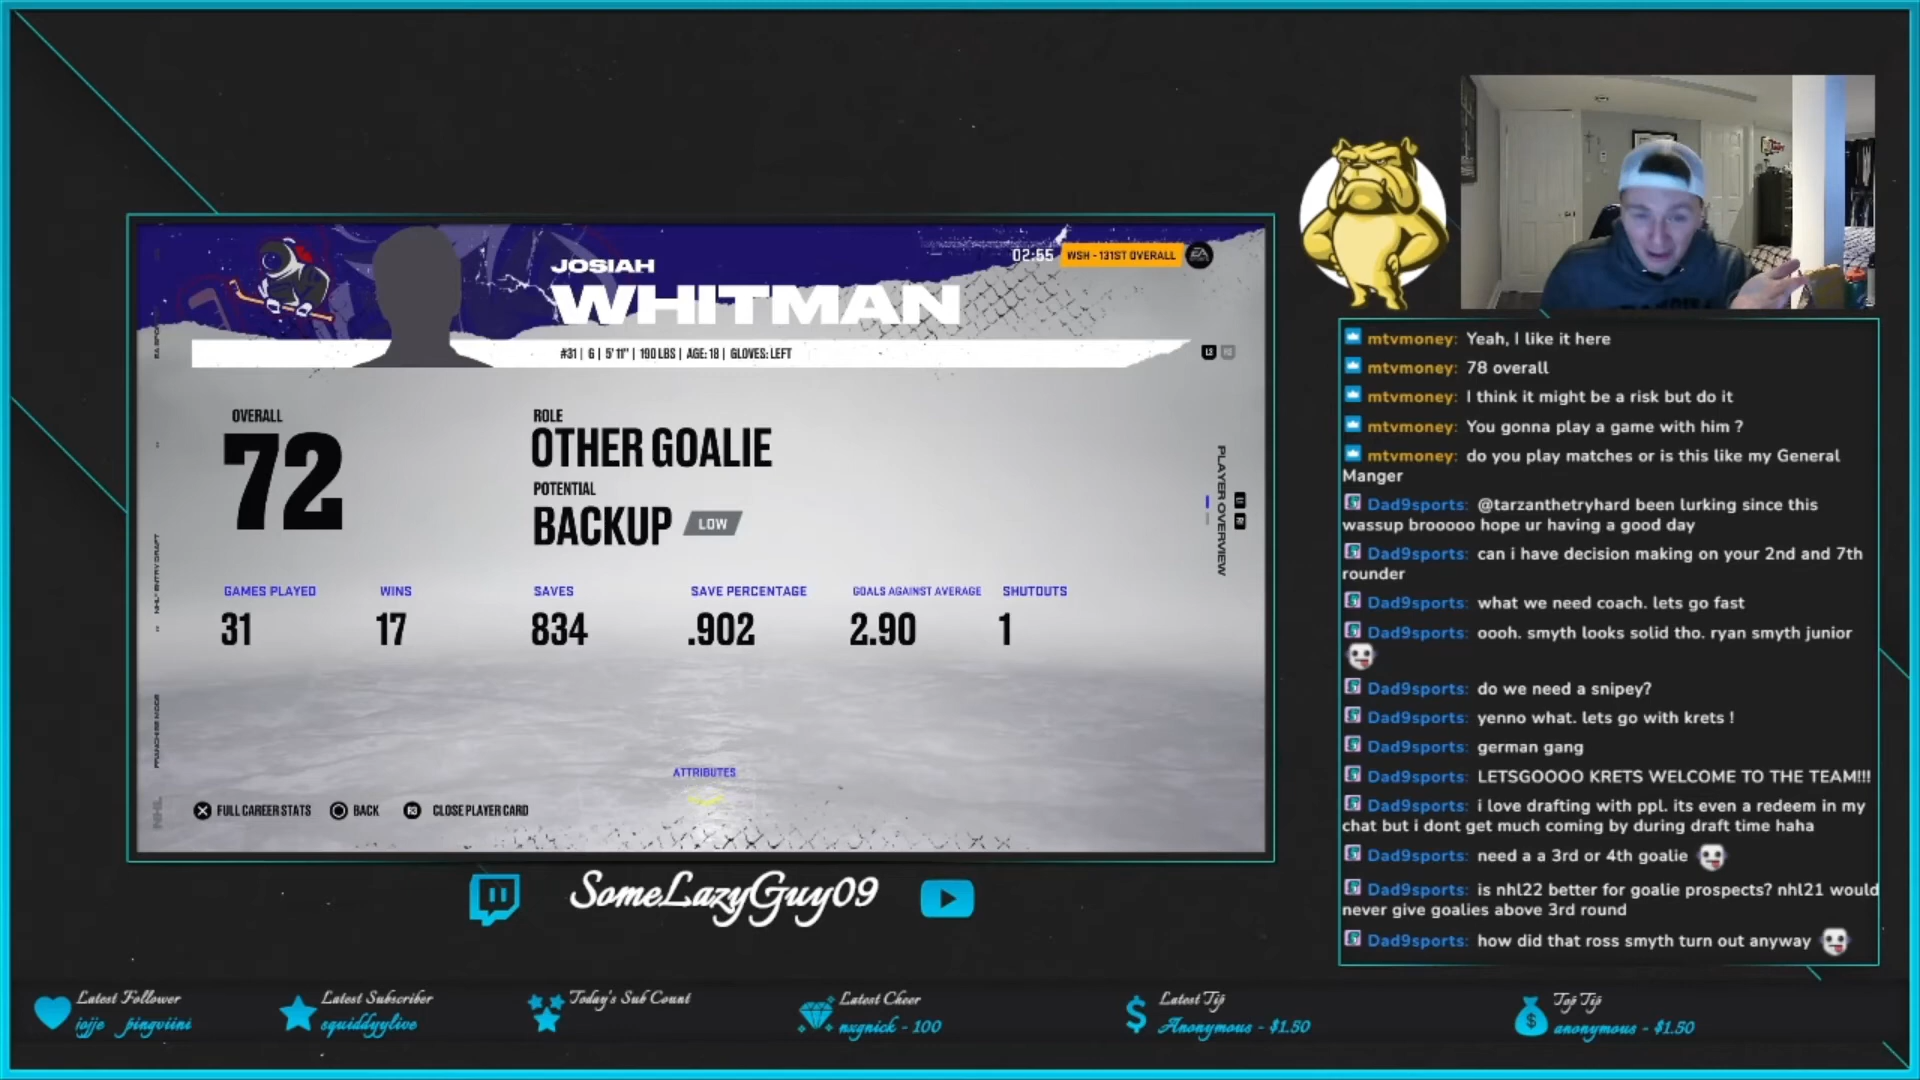 JOSIAH
WHITMAN
02:55 WSH - 131ST OVERALL
#31 | G | 5' 11" | 190 LBS | AGE: 18 | GLOVES: LEFT
OVERALL
72
ROLE
OTHER GOALIE
POTENTIAL
BACKUP LOW
GAMES PLAYED WINS SAVES SAVE PERCENTAGE GOALS AGAINST AVERAGE SHUTOUTS
31 17 834 .902 2.90 1
PLAYER OVERVIEW
NHL ENTRY DRAFT
FRANCHISE MODE
NHL
ATTRIBUTES
FULL CAREER STATS BACK R3 CLOSE PLAYER CARD
SomeLazyGuy09
mtvmoney: Yeah, I like it here
mtvmoney: 78 overall
mtvmoney: I think it might be a risk but do it
mtvmoney: You gonna play a game with him ?
mtvmoney: do you play matches or is this like my General
Manger
Dad9sports: @tarzanthetryhard been lurking since this
wassup brooooo hope ur having a good day
Dad9sports: can i have decision making on your 2nd and 7th
rounder
Dad9sports: what we need coach. lets go fast
Dad9sports: oooh. smyth looks solid tho. ryan smyth junior
Dad9sports: do we need a snipey?
Dad9sports: yenno what. lets go with krets !
Dad9sports: german gang
Dad9sports: LETSGOOOO KRETS WELCOME TO THE TEAM!!!
Dad9sports: i love drafting with ppl. its even a redeem in my
chat but i dont get much coming by during draft time haha
Dad9sports: need a a 3rd or 4th goalie
Dad9sports: is nhl22 better for goalie prospects? nhl21 would
never give goalies above 3rd round
Dad9sports: how did that ross smyth turn out anyway
Latest Follower
jojje_pingviini
Latest Subscriber
squiddyylive
Today's Sub Count
Latest Cheer
nxgnick - 100
Latest Tip
Anonymous - $1.50
Top Tip
anonymous - $1.50